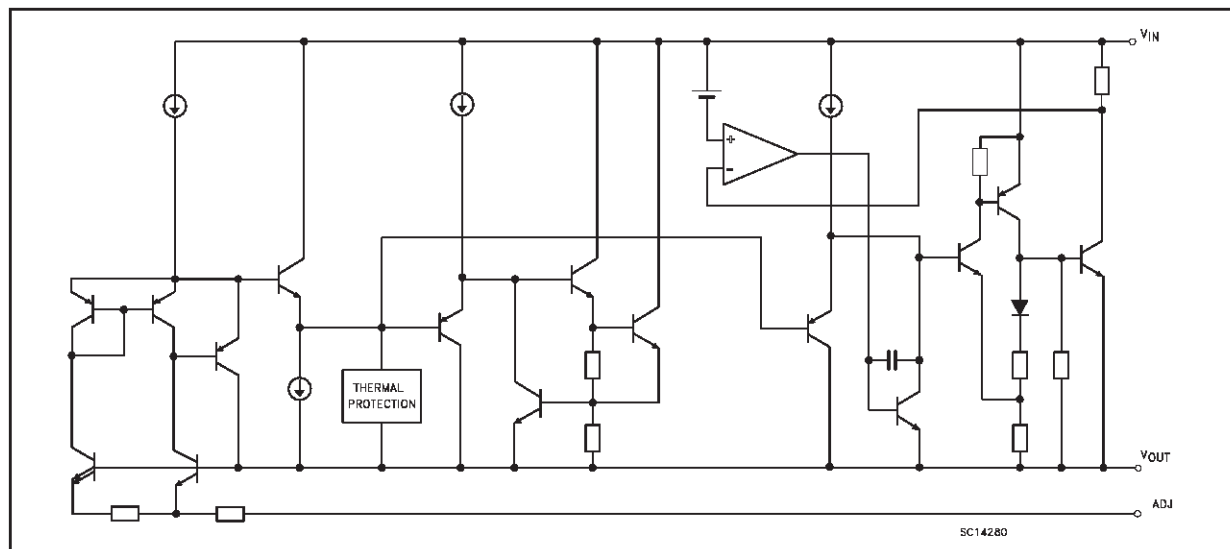 VIN
+
-
THERMAL
PROTECTION
VOUT
ADJ
SC14280